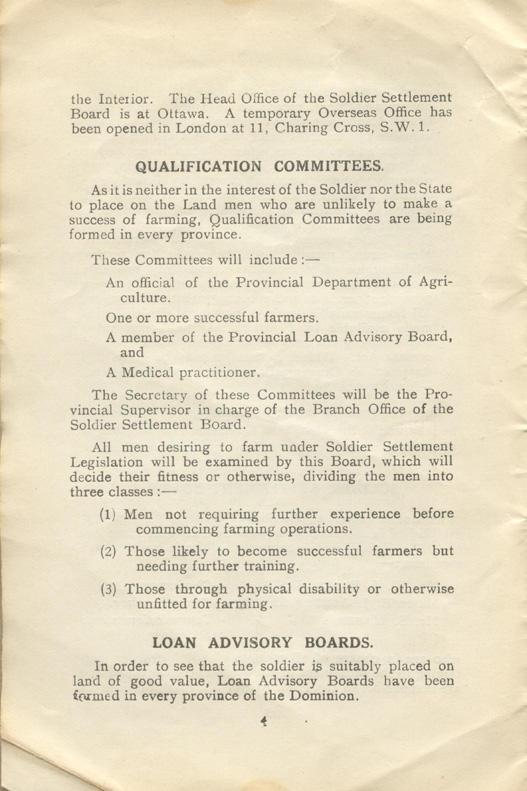 the Interior. The Head Office of the Soldier Settlement
Board is at Ottawa. A temporary Overseas Office has
been opened in London at 11, Charing Cross, S.W. 1.
QUALIFICATION COMMITTEES.
As it is neither in the interest of the Soldier nor the State
to place on the Land men who are unlikely to make a
success of farming, Qualification Committees are being
formed in every province.
These Committees will include :—
An official of the Provincial Department of Agri-
culture.
One or more successful farmers.
A member of the Provincial Loan Advisory Board,
and
A Medical practitioner.
The Secretary of these Committees will be the Pro-
vincial Supervisor in charge of the Branch Office of the
Soldier Settlement Board.
All men desiring to farm under Soldier Settlement
Legislation will be examined by this Board, which will
decide their fitness or otherwise, dividing the men into
three classes :—
(1) Men not requiring further experience before
commencing farming operations.
(2) Those likely to become successful farmers but
needing further training.
(3) Those through physical disability or otherwise
unfitted for farming.
LOAN ADVISORY BOARDS.
In order to see that the soldier is suitably placed on
land of good value, Loan Advisory Boards have been
formed in every province of the Dominion.
4